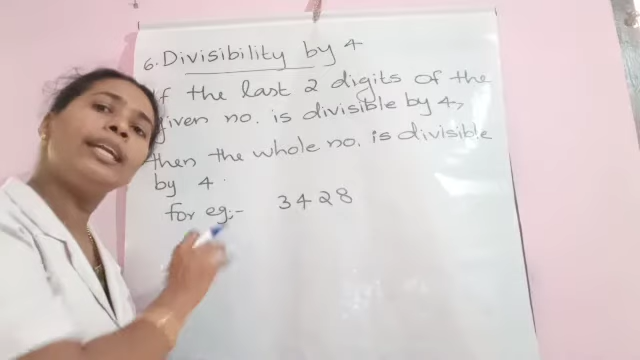 6. Divisibility by 4
If the last 2 digits of the
given no. is divisible by 4,
then the whole no. is divisible
by 4.
for eg:- 3428